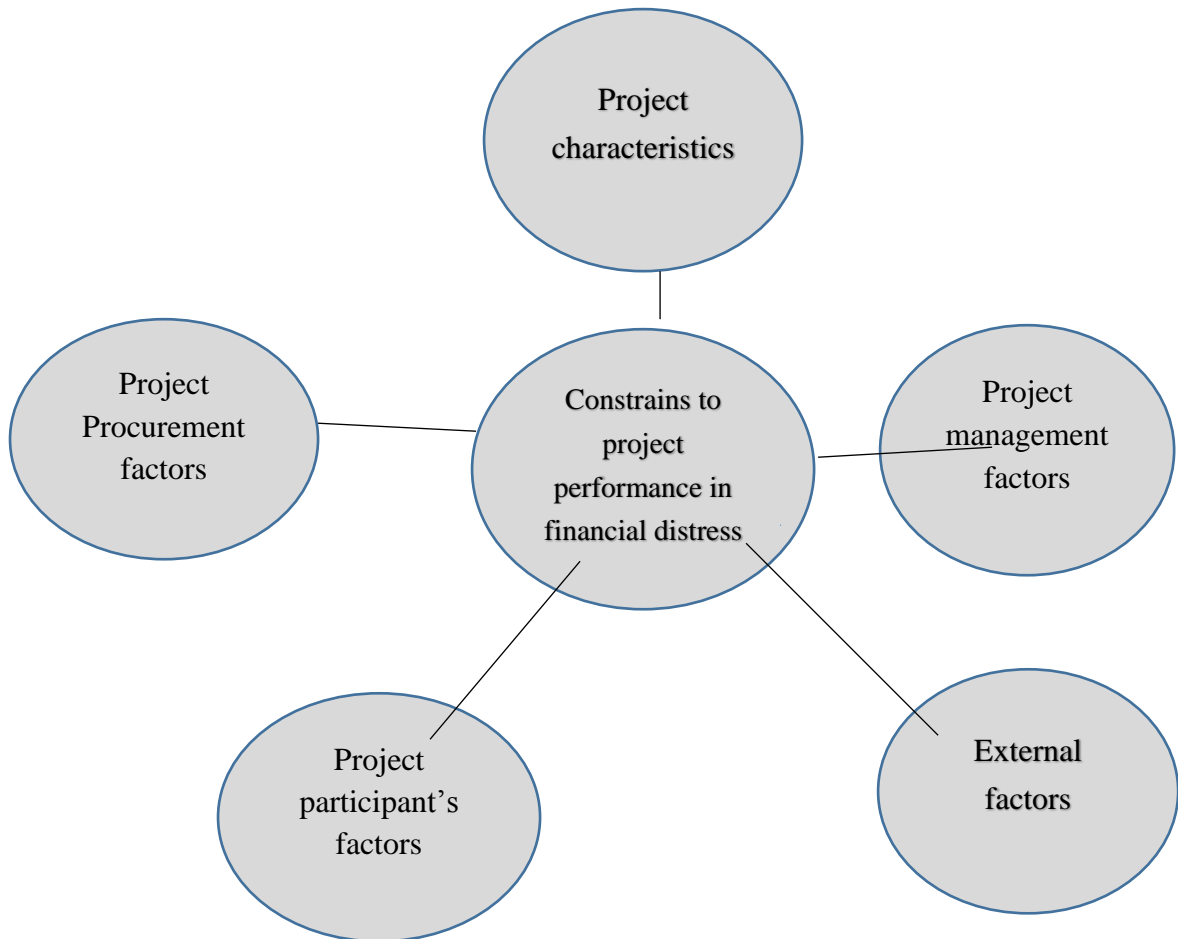 Project
characteristics
Project
Procurement
factors
Constrains to
project
performance in
financial distress
Project
management
factors
Project
participant’s
factors
External
factors